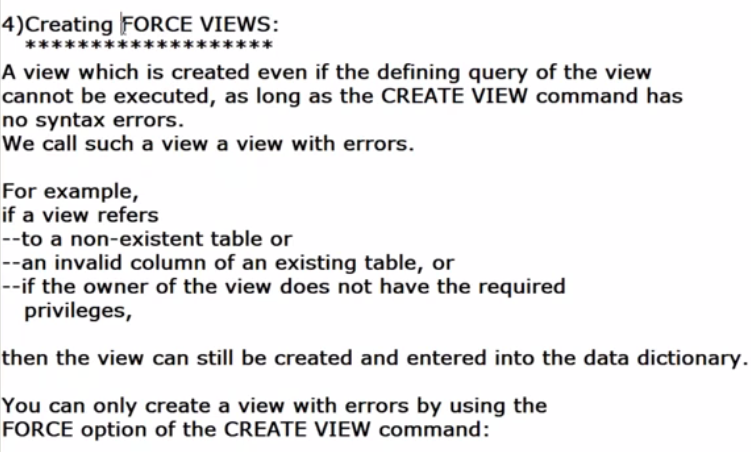 4)Creating FORCE VIEWS:
*******************
A view which is created even if the defining query of the view
cannot be executed, as long as the CREATE VIEW command has
no syntax errors.
We call such a view a view with errors.
For example,
if a view refers
--to a non-existent table or
--an invalid column of an existing table, or
--if the owner of the view does not have the required
privileges,
then the view can still be created and entered into the data dictionary.
You can only create a view with errors by using the
FORCE option of the CREATE VIEW command: